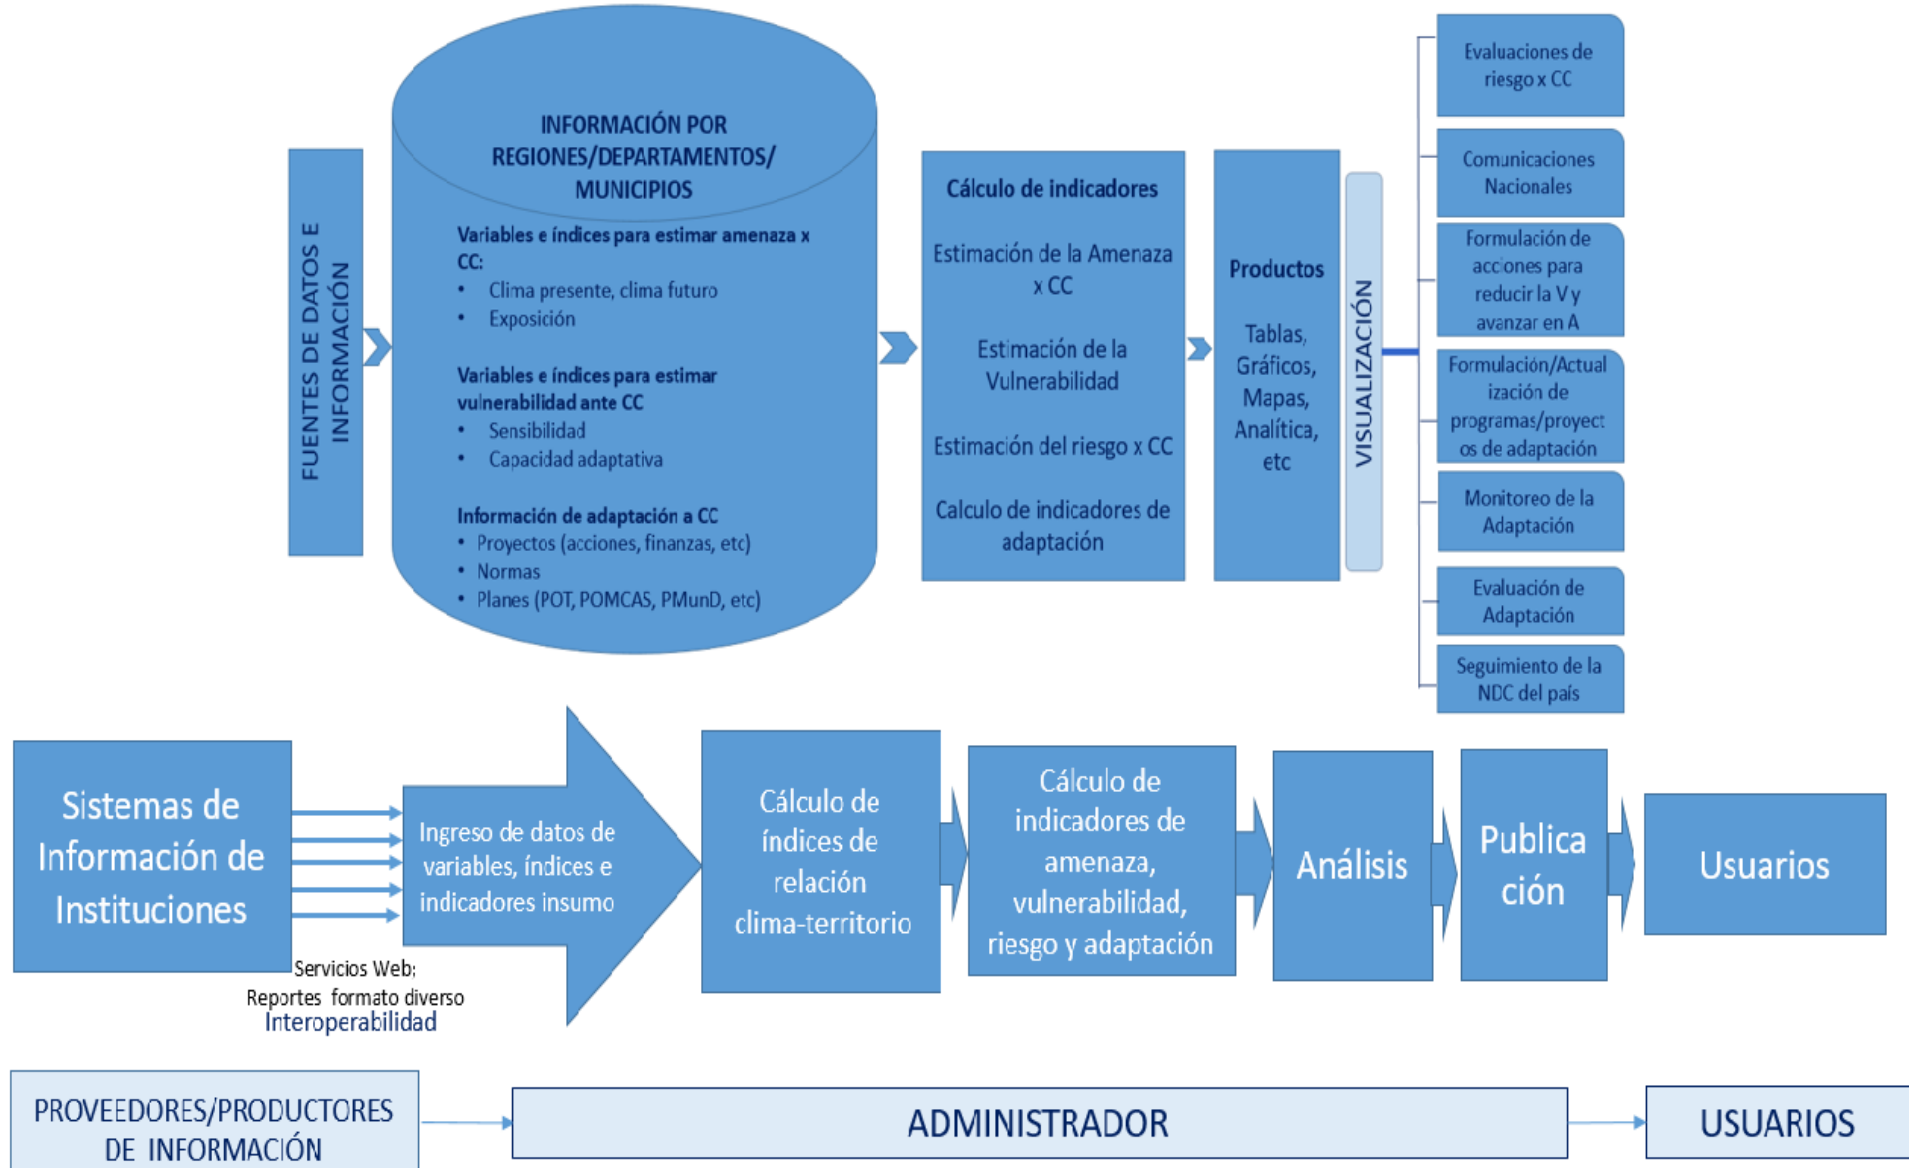 FUENTES DE DATOS E
INFORMACIÓN
INFORMACIÓN POR
REGIONES/DEPARTAMENTOS/
MUNICIPIOS
Variables e índices para estimar amenaza x
CC:
• Clima presente, clima futuro
• Exposición
Variables e índices para estimar
vulnerabilidad ante CC
• Sensibilidad
• Capacidad adaptativa
Información de adaptación a CC
• Proyectos (acciones, finanzas, etc)
• Normas
• Planes (POT, POMCAS, PMunD, etc)
Cálculo de indicadores
Estimación de la Amenaza
x CC
Estimación de la
Vulnerabilidad
Estimación del riesgo x CC
Calculo de indicadores de
adaptación
Productos
Tablas,
Gráficos,
Mapas,
Analítica,
etc
VISUALIZACIÓN
Evaluaciones de
riesgo x CC
Comunicaciones
Nacionales
Formulación de
acciones para
reducir la V y
avanzar en A
Formulación/Actual
ización de
programas/proyect
os de adaptación
Monitoreo de la
Adaptación
Evaluación de
Adaptación
Seguimiento de la
NDC del país
Sistemas de
Información de
Instituciones
Servicios Web;
Reportes formato diverso
Interoperabilidad
Ingreso de datos de
variables, índices e
indicadores insumo
Cálculo de
índices de
relación
clima-territorio
Cálculo de
indicadores de
amenaza,
vulnerabilidad,
riesgo y adaptación
Análisis
Publica
ción
Usuarios
PROVEEDORES/PRODUCTORES
DE INFORMACIÓN
ADMINISTRADOR
USUARIOS